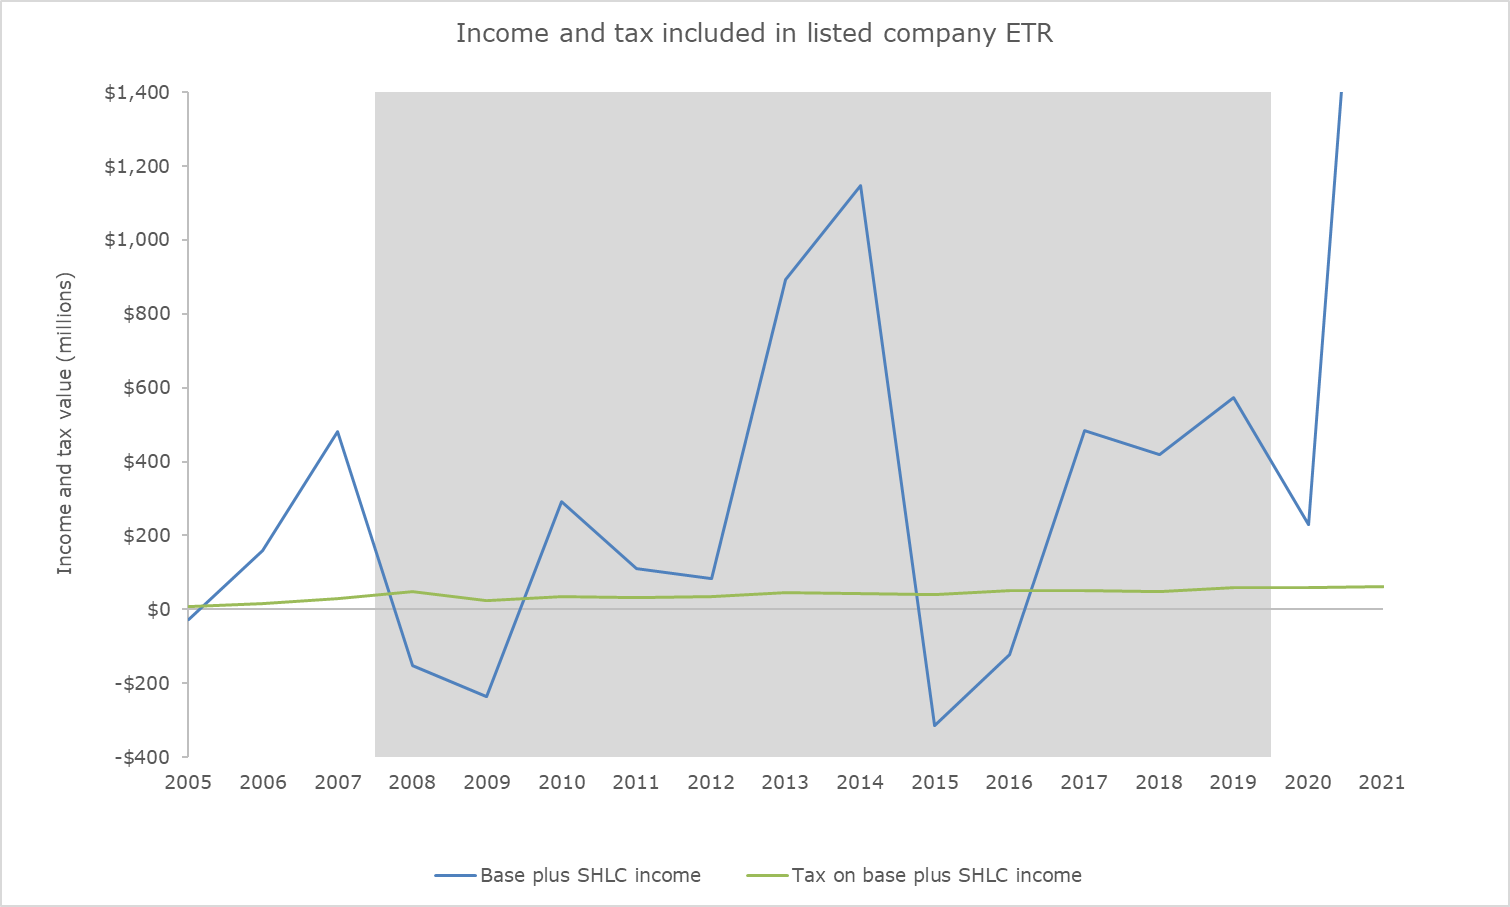 Income and tax included in listed company ETR
Income and tax value (millions)
$1,400
$1,200
$1,000
$800
$600
$400
$200
$0
-$200
-$400
2005 2006 2007 2008 2009 2010 2011 2012 2013 2014 2015 2016 2017 2018 2019 2020 2021
Base plus SHLC income Tax on base plus SHLC income